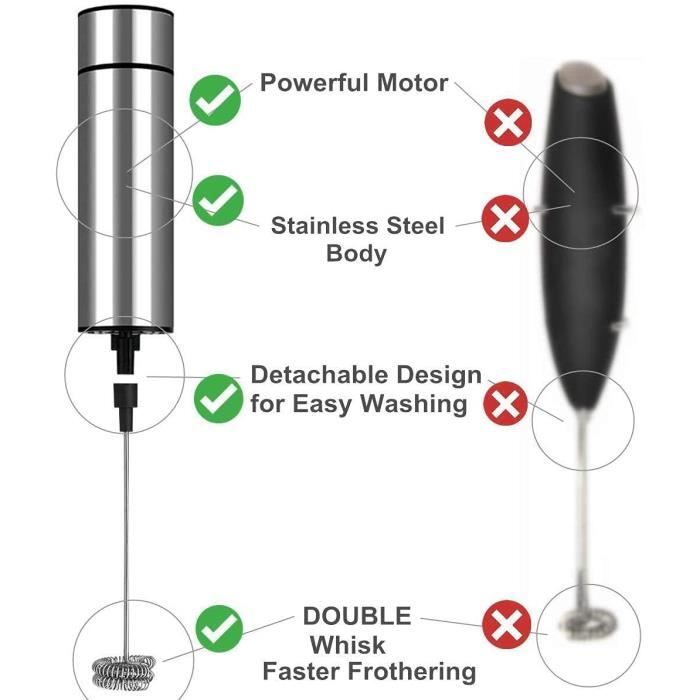 Powerful Motor
Stainless Steel
Body
Detachable Design
for Easy Washing
DOUBLE
Whisk
Faster Frothering